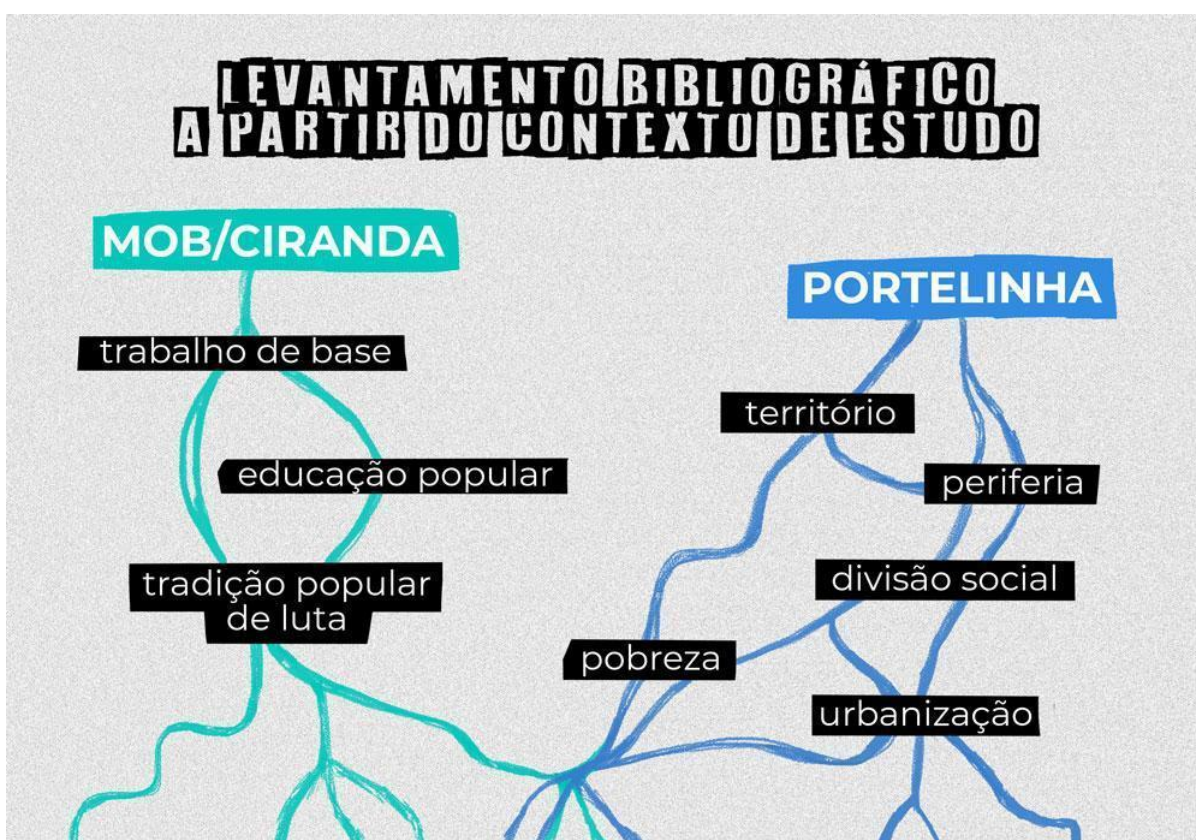 LEVANTAMENTO BIBLIOGRÁFICO
A PARTIR DO CONTEXTO DE ESTUDO
MOB/CIRANDA
PORTELINHA
trabalho de base
território
educação popular
periferia
divisão social
tradição popular
de luta
pobreza
urbanização